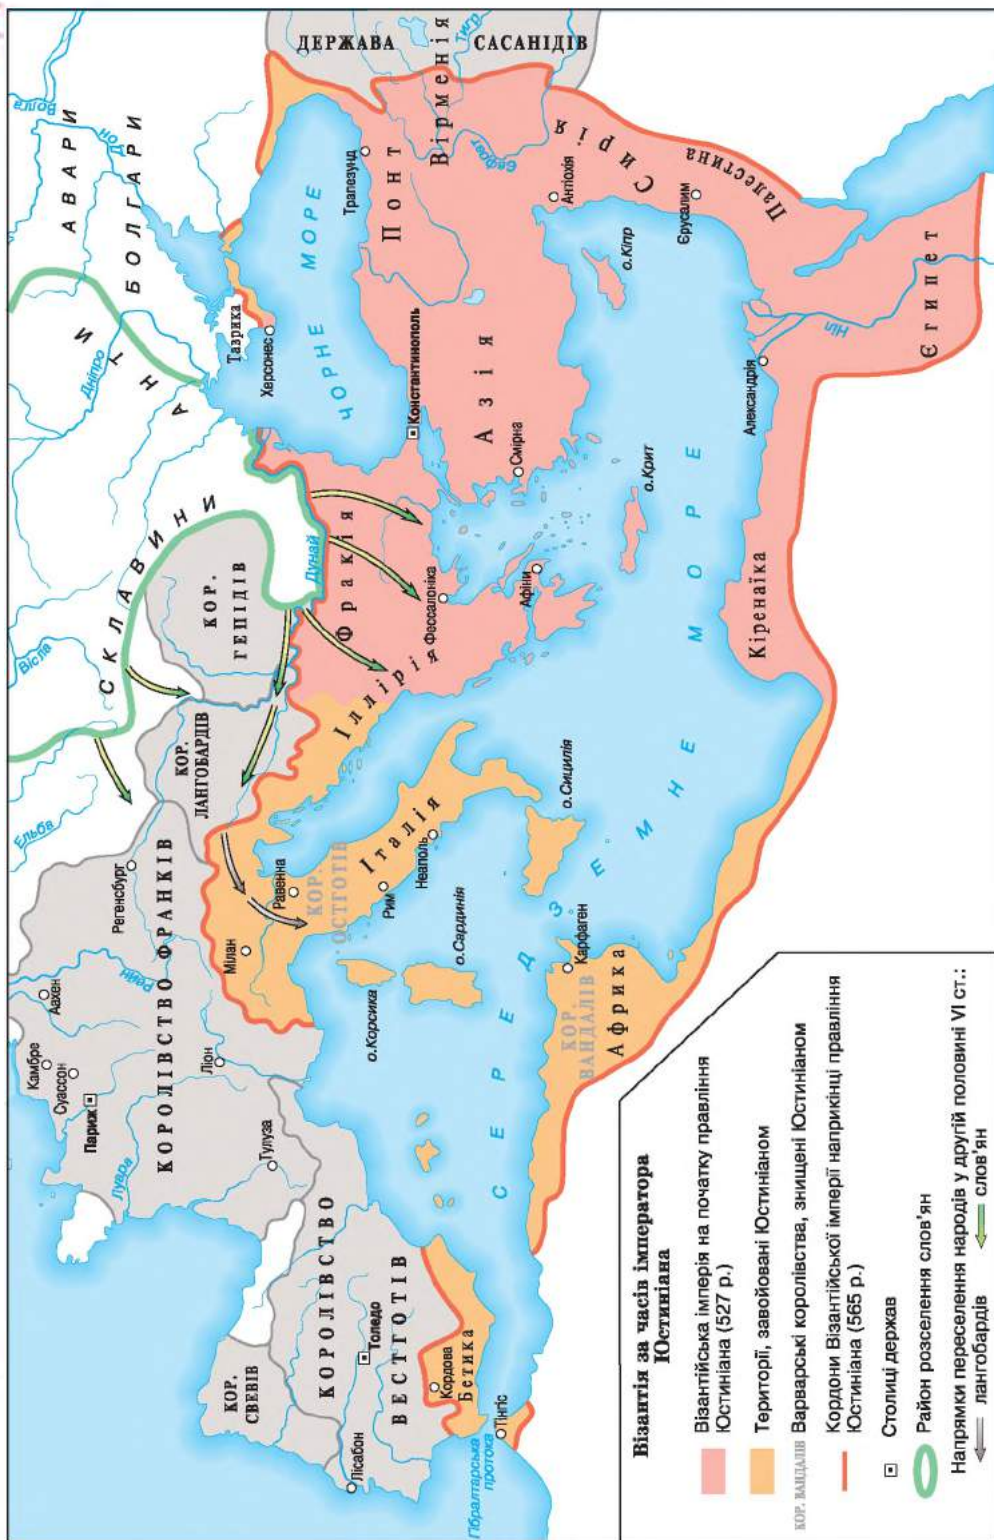 Камбре
Суассон
Аахен
Париж
Рейн
Регенсбург
Ельба
Вісла
Лувра
КОРОЛІВСТВО ФРАНКІВ
Ліон
Тулуза
КОР.
ЛАНГОБАРДІВ
КОР.
ГЕПІДІВ
СКЛАВИНИ
АНТИ
Дніпро
АВАРИ
БОЛГАРИ
Волга
Дон
КОР.
СВЕВІВ
КОРОЛІВСТВО
ВЕСТГОТІВ
Толедо
Лісабон
Кордова
Бетика
Гібралтарська
протока
Тінгіс
Мілан
Равенна
КОР.
ОСТГОТІВ
Італія
Рим
Неаполь
о.Корсика
о.Сардинія
о.Сицилія
Іллірія
Дунай
Фракія
Фессалоніка
Афіни
Таврика
Херсонес
ЧОРНЕ МОРЕ
Константинополь
Трапезунд
Понт
Вірменія
ДЕРЖАВА САСАНІДІВ
Тигр
Євфрат
Азія
Смірна
Антіохія
Сирія
о.Крит
о.Кіпр
Єрусалим
Палестина
СЕРЕДЗЕМНЕ МОРЕ
Карфаген
КОР.
ВАНДАЛІВ
Африка
Кіренаїка
Александрія
Ніл
Єгипет
Візантія за часів імператора
Юстиніана
Візантійська імперія на початку правління
Юстиніана (527 р.)
Території, завойовані Юстиніаном
КОР. ВАНДАЛІВ Варварські королівства, знищені Юстиніаном
Кордони Візантійської імперії наприкінці правління
Юстиніана (565 р.)
Столиці держав
Район розселення слов'ян
Напрямки переселення народів у другій половині VI ст.:
лангобардів слов'ян